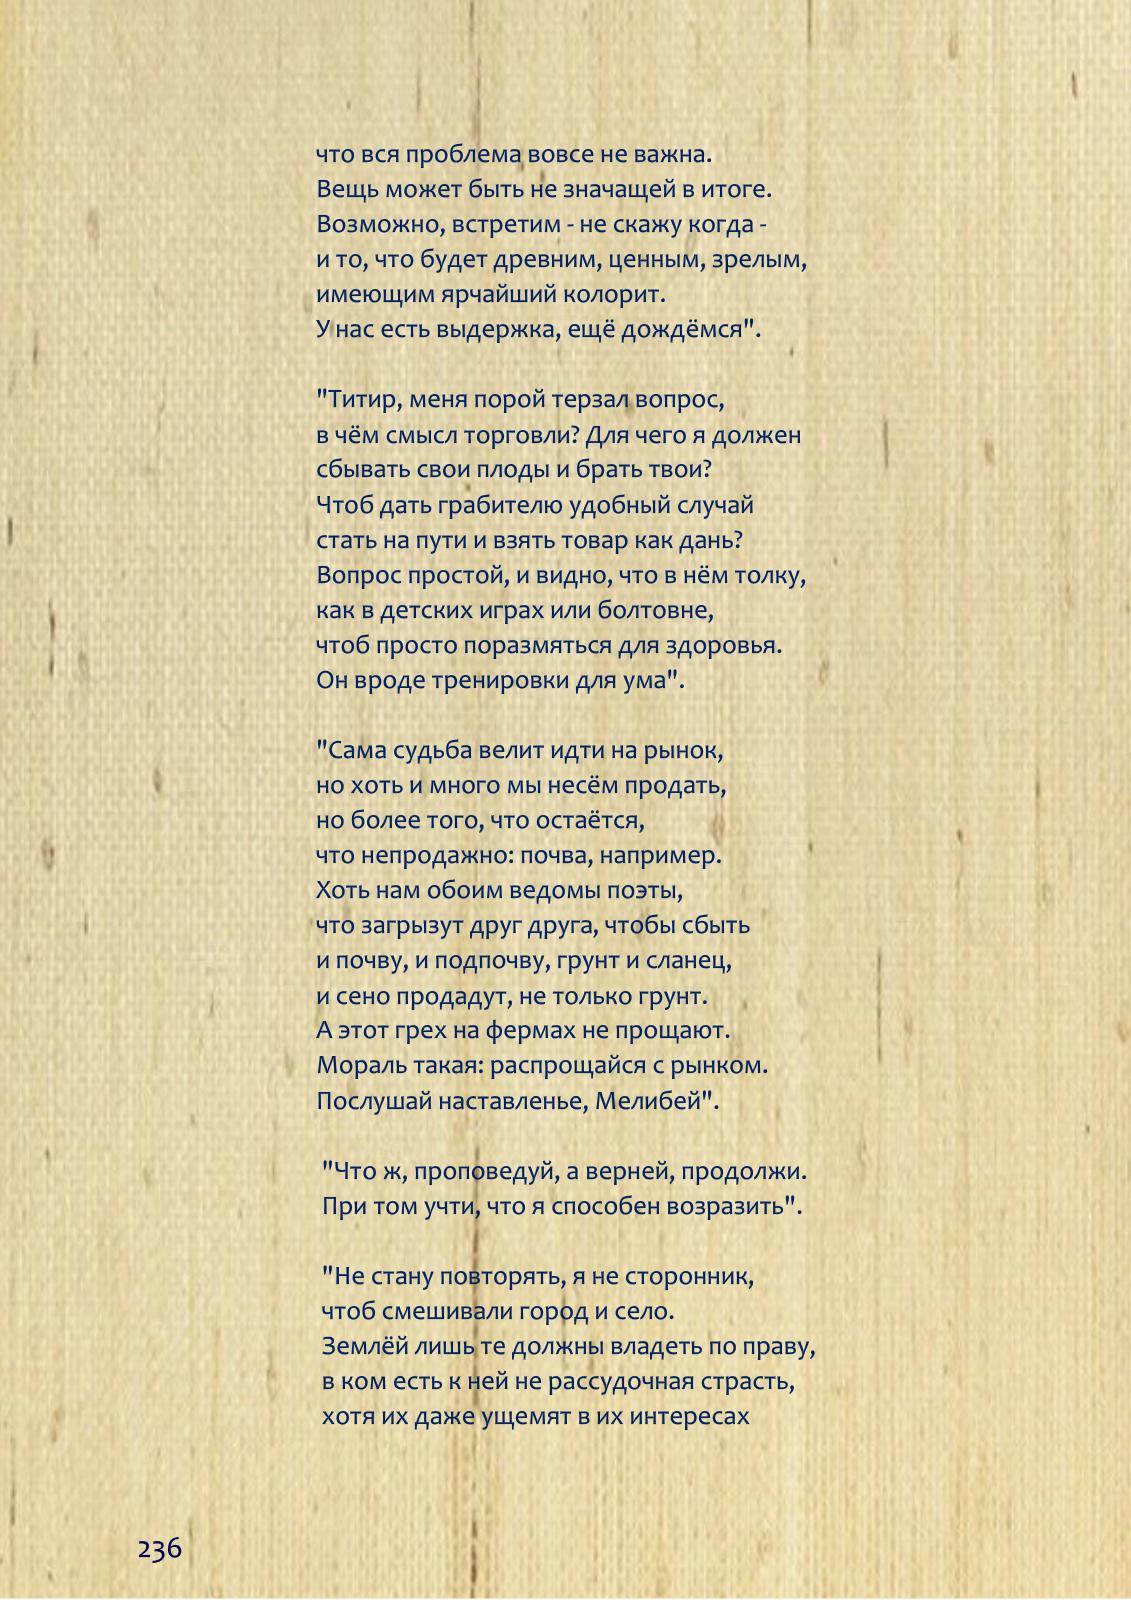 что вся проблема вовсе не важна.
Вещь может быть не значащей в итоге.
Возможно, встретим - не скажу когда -
и то, что будет древним, ценным, зрелым,
имеющим ярчайший колорит.
У нас есть выдержка, ещё дождёмся".
"Титир, меня порой терзал вопрос,
в чём смысл торговли? Для чего я должен
сбывать свои плоды и брать твои?
Чтоб дать грабителю удобный случай
стать на пути и взять товар как дань?
Вопрос простой, и видно, что в нём толку,
как в детских играх или болтовне,
чтоб просто поразмяться для здоровья.
Он вроде тренировки для ума".
"Сама судьба велит идти на рынок,
но хоть и много мы несём продать,
но более того, что остаётся,
что непродажно: почва, например.
Хоть нам обоим ведомы поэты,
что загрызут друг друга, чтобы сбыть
и почву, и подпочву, грунт и сланец,
и сено продадут, не только грунт.
А этот грех на фермах не прощают.
Мораль такая: распрощайся с рынком.
Послушай наставленье, Мелибей".
"Что ж, проповедуй, а верней, продолжи.
При том учти, что я способен возразить".
"Не стану повторять, я не сторонник,
чтоб смешивали город и село.
Землёй лишь те должны владеть по праву,
в ком есть к ней не рассудочная страсть,
хотя их даже ущемят в их интересах
236